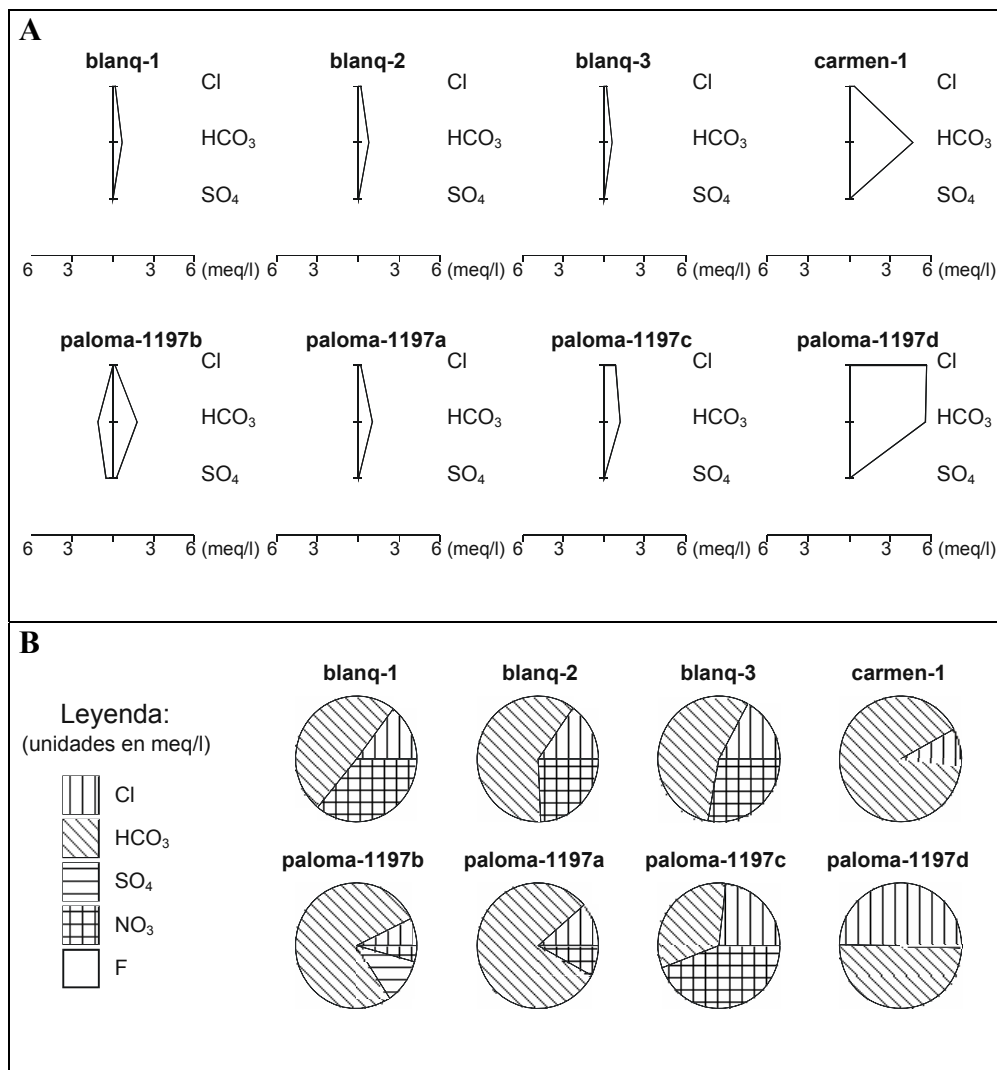 A
blanq-1 blanq-2 blanq-3 carmen-1
Cl Cl Cl Cl
HCO₃ HCO₃ HCO₃ HCO₃
SO₄ SO₄ SO₄ SO₄
6 3 3 6 (meq/l) 6 3 3 6 (meq/l) 6 3 3 6 (meq/l) 6 3 3 6 (meq/l)
paloma-1197b paloma-1197a paloma-1197c paloma-1197d
Cl Cl Cl Cl
HCO₃ HCO₃ HCO₃ HCO₃
SO₄ SO₄ SO₄ SO₄
6 3 3 6 (meq/l) 6 3 3 6 (meq/l) 6 3 3 6 (meq/l) 6 3 3 6 (meq/l)
B
blanq-1 blanq-2 blanq-3 carmen-1
Leyenda:
(unidades en meq/l)
Cl
HCO₃
SO₄
NO₃
F
paloma-1197b paloma-1197a paloma-1197c paloma-1197d